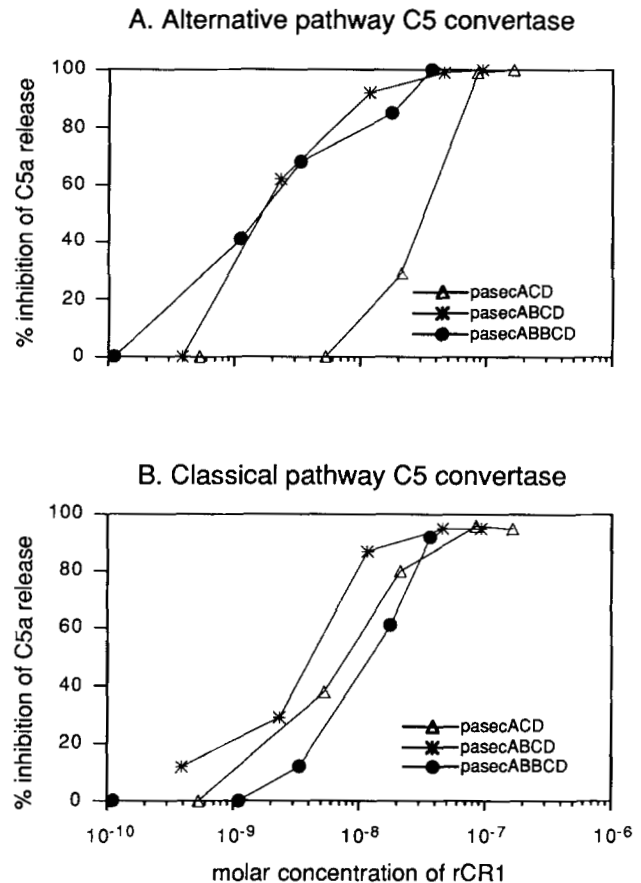 A. Alternative pathway C5 convertase
% inhibition of C5a release
100
80
60
40
20
0
pasecACD
pasecABCD
pasecABBCD
B. Classical pathway C5 convertase
% inhibition of C5a release
100
80
60
40
20
0
pasecACD
pasecABCD
pasecABBCD
10-10 10-9 10-8 10-7 10-6
molar concentration of rCR1